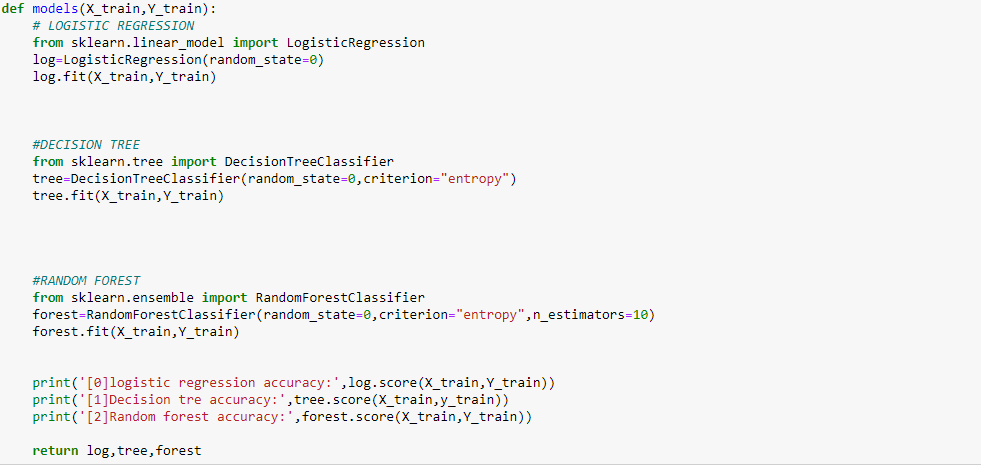 def models(X_train,Y_train):
    # LOGISTIC REGRESSION
    from sklearn.linear_model import LogisticRegression
    log=LogisticRegression(random_state=0)
    log.fit(X_train,Y_train)
    #DECISION TREE
    from sklearn.tree import DecisionTreeClassifier
    tree=DecisionTreeClassifier(random_state=0,criterion="entropy")
    tree.fit(X_train,Y_train)
    #RANDOM FOREST
    from sklearn.ensemble import RandomForestClassifier
    forest=RandomForestClassifier(random_state=0,criterion="entropy",n_estimators=10)
    forest.fit(X_train,Y_train)
    print('[0]logistic regression accuracy:',log.score(X_train,Y_train))
    print('[1]Decision tre accuracy:',tree.score(X_train,y_train))
    print('[2]Random forest accuracy:',forest.score(X_train,Y_train))
    return log,tree,forest